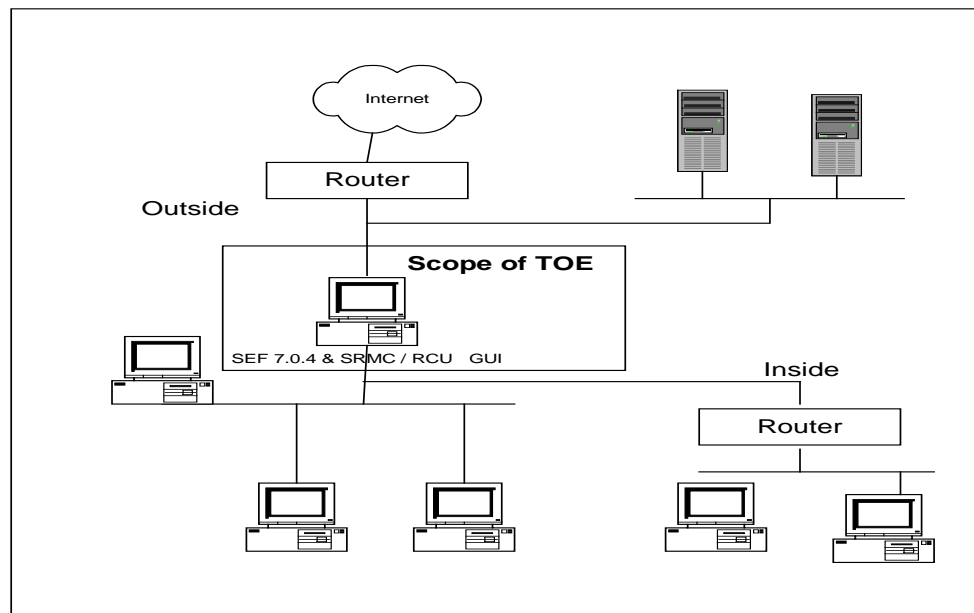 Internet
Router
Outside
Scope of TOE
SEF 7.0.4 & SRMC / RCU GUI
Inside
Router